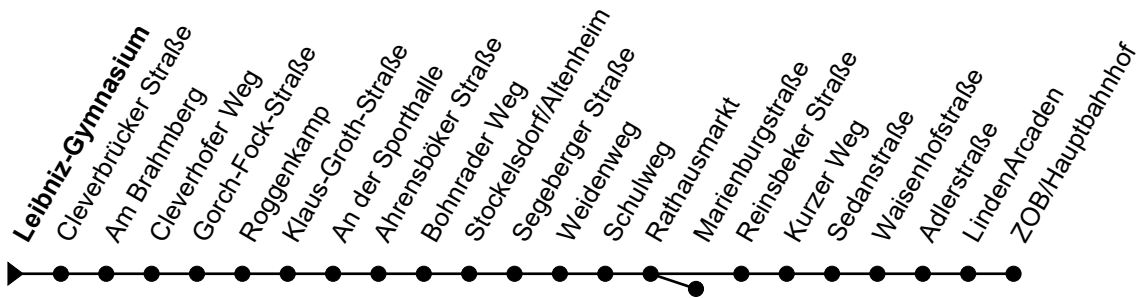 Leibniz-Gymnasium
Cleverbrücker Straße
Am Brahmberg
Cleverhofer Weg
Gorch-Fock-Straße
Roggenkamp
Klaus-Groth-Straße
An der Sporthalle
Ahrensböker Straße
Bohnrader Weg
Stockelsdorf/Altenheim
Segeberger Straße
Weidenweg
Schulweg
Rathausmarkt
Marienburgstraße
Reinsbeker Straße
Kurzer Weg
Sedanstraße
Waisenhofstraße
Adlerstraße
LindenArcaden
ZOB/Hauptbahnhof